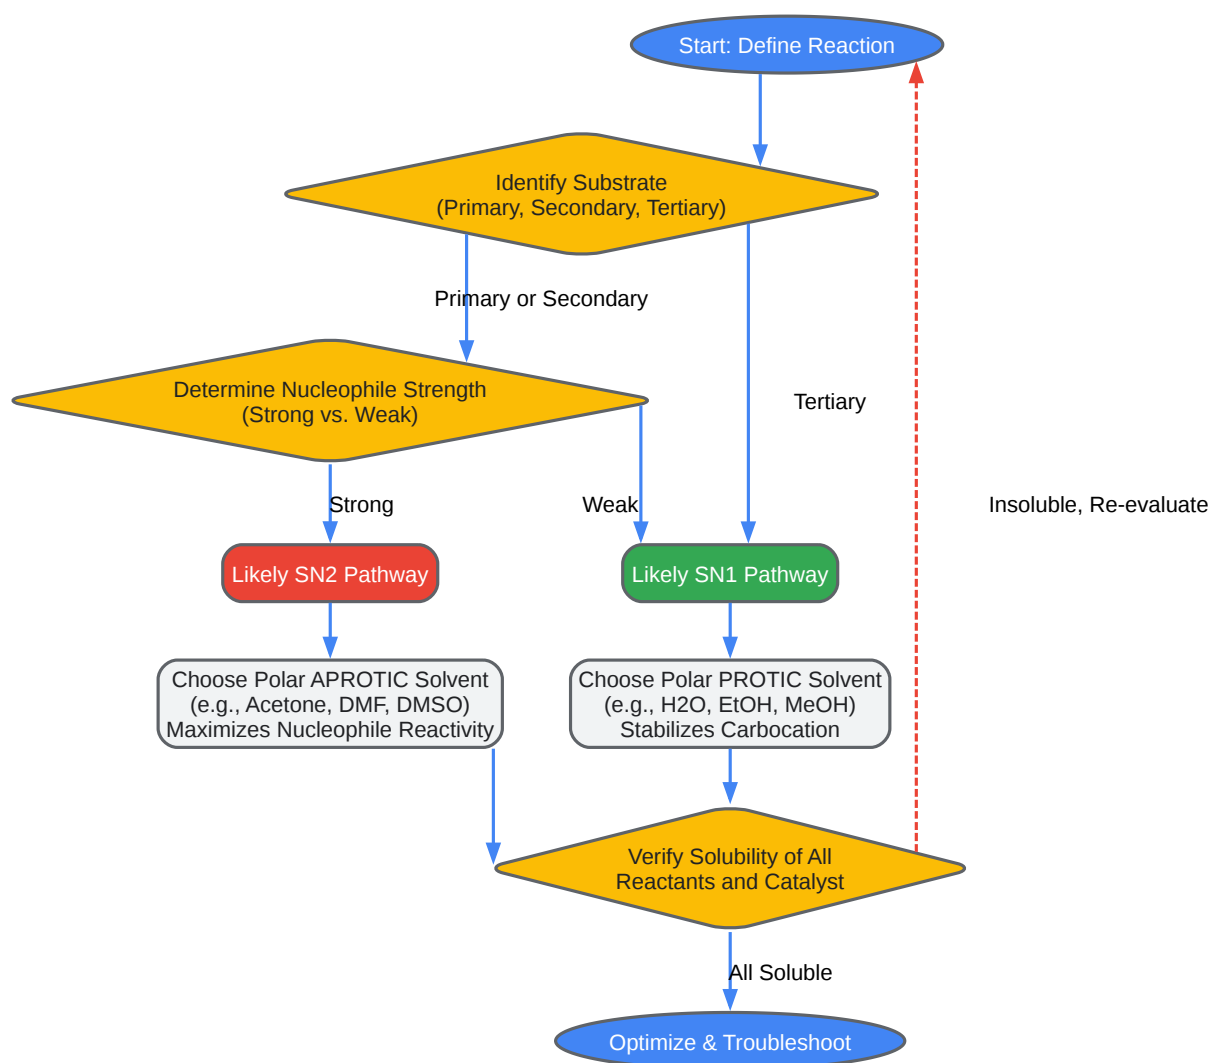 Start: Define Reaction
Identify Substrate
(Primary, Secondary, Tertiary)
Primary or Secondary
Determine Nucleophile Strength
(Strong vs. Weak)
Tertiary
Strong
Weak
Insoluble, Re-evaluate
Likely SN2 Pathway
Likely SN1 Pathway
Choose Polar APROTIC Solvent
(e.g., Acetone, DMF, DMSO)
Maximizes Nucleophile Reactivity
Choose Polar PROTIC Solvent
(e.g., H2O, EtOH, MeOH)
Stabilizes Carbocation
Verify Solubility of All
Reactants and Catalyst
All Soluble
Optimize & Troubleshoot